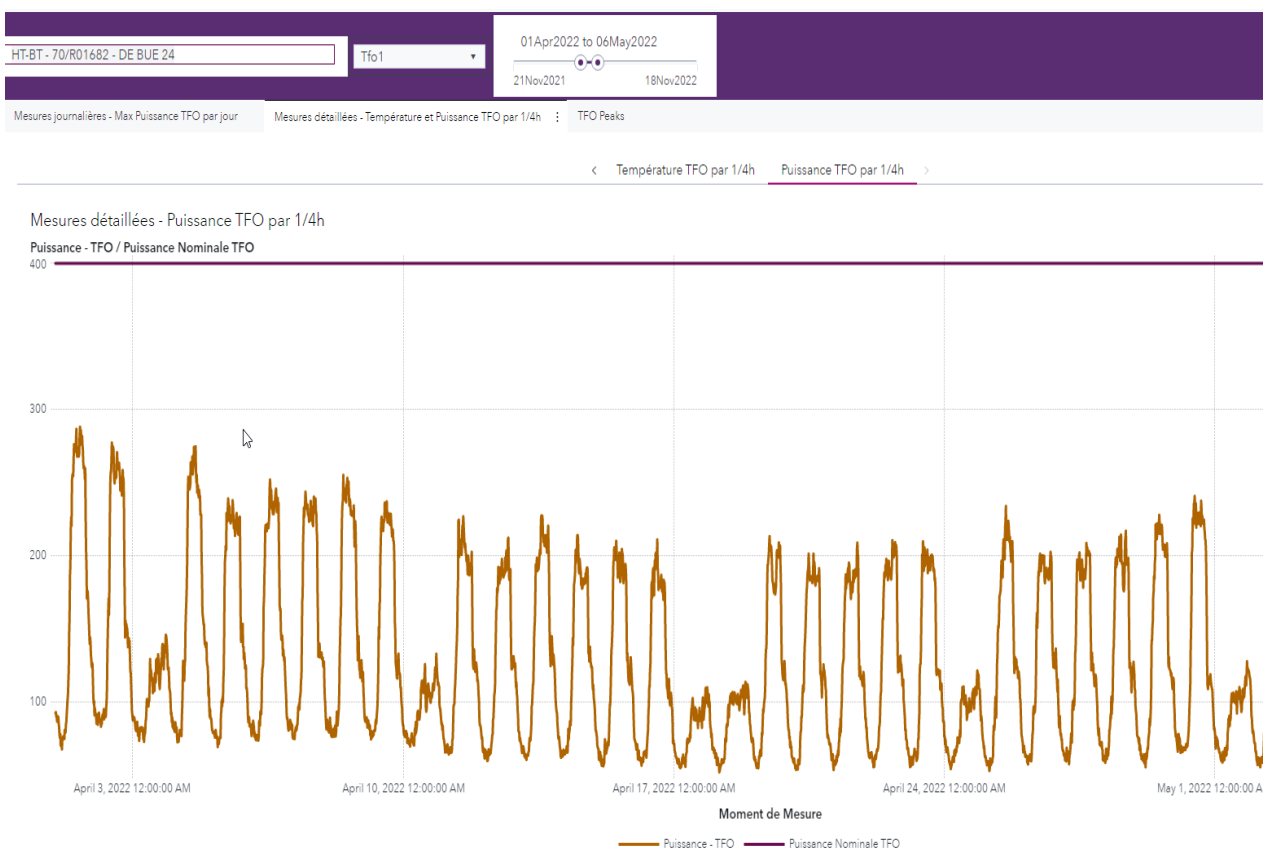 HT-BT - 70/R01682 - DE BUE 24
Tfo1
01Apr2022 to 06May2022
21Nov2021 18Nov2022
Mesures journalières - Max Puissance TFO par jour Mesures détaillées - Température et Puissance TFO par 1/4h TFO Peaks
Température TFO par 1/4h Puissance TFO par 1/4h
Mesures détaillées - Puissance TFO par 1/4h
Puissance - TFO / Puissance Nominale TFO
400
300
200
100
April 3, 2022 12:00:00 AM April 10, 2022 12:00:00 AM April 17, 2022 12:00:00 AM April 24, 2022 12:00:00 AM May 1, 2022 12:00:00 A
Moment de Mesure
Puissance - TFO Puissance Nominale TFO